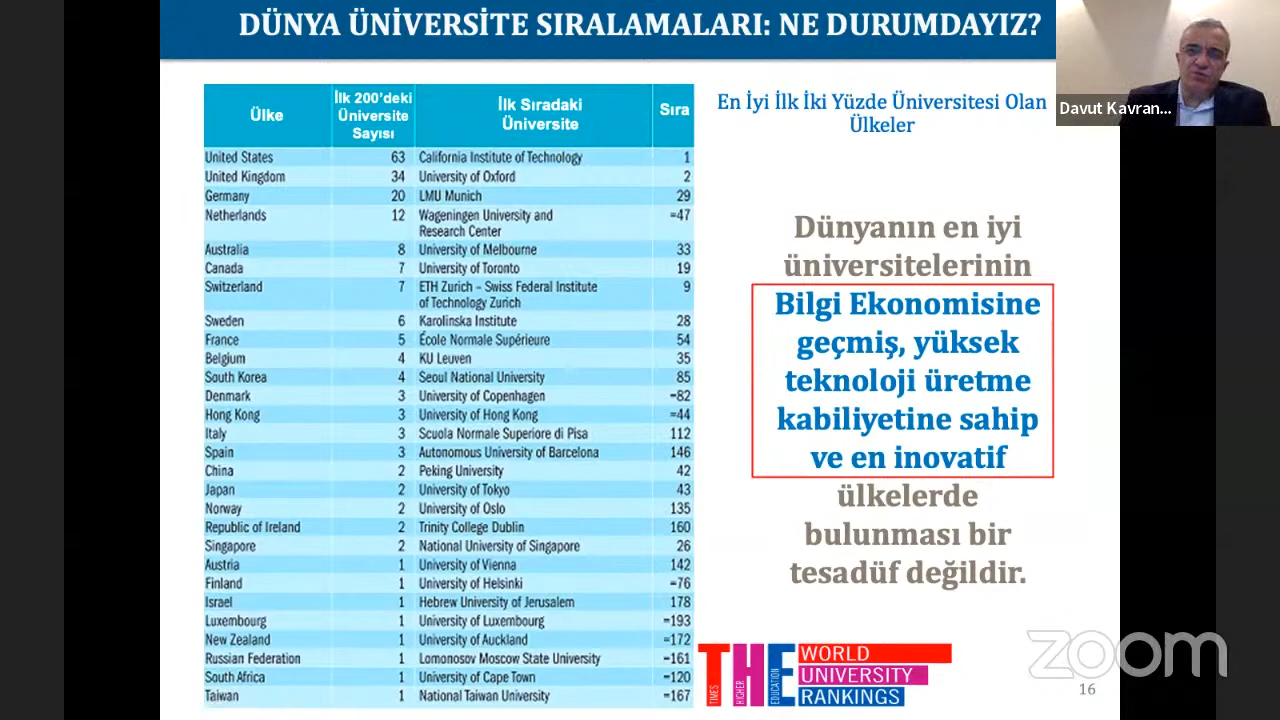 DÜNYA ÜNİVERSİTE SIRALAMALARI: NE DURUMDAYIZ?
Davut Kavran...
Ülke İlk 200'deki Üniversite Sayısı İlk Sıradaki Üniversite Sıra
United States 63 California Institute of Technology 1
United Kingdom 34 University of Oxford 2
Germany 20 LMU Munich 29
Netherlands 12 Wageningen University and =47
Research Center
Australia 8 University of Melbourne 33
Canada 7 University of Toronto 19
Switzerland 7 ETH Zurich – Swiss Federal Institute 9
of Technology Zurich
Sweden 6 Karolinska Institute 28
France 5 École Normale Supérieure 54
Belgium 4 KU Leuven 35
South Korea 4 Seoul National University 85
Denmark 3 University of Copenhagen =82
Hong Kong 3 University of Hong Kong =44
Italy 3 Scuola Normale Superiore di Pisa 112
Spain 3 Autonomous University of Barcelona 146
China 2 Peking University 42
Japan 2 University of Tokyo 43
Norway 2 University of Oslo 135
Republic of Ireland 2 Trinity College Dublin 160
Singapore 2 National University of Singapore 26
Austria 1 University of Vienna 142
Finland 1 University of Helsinki =76
Israel 1 Hebrew University of Jerusalem 178
Luxembourg 1 University of Luxembourg =193
New Zealand 1 University of Auckland =172
Russian Federation 1 Lomonosov Moscow State University =161
South Africa 1 University of Cape Town =120
Taiwan 1 National Taiwan University =167
En İyi İlk İki Yüzde Üniversitesi Olan
Ülkeler
Dünyanın en iyi
üniversitelerinin
Bilgi Ekonomisine
geçmiş, yüksek
teknoloji üretme
kabiliyetine sahip
ve en inovatif
ülkelerde
bulunması bir
tesadüf değildir.
THE
TIMES HIGHER EDUCATION
WORLD
UNIVERSITY
RANKINGS
zoom
16